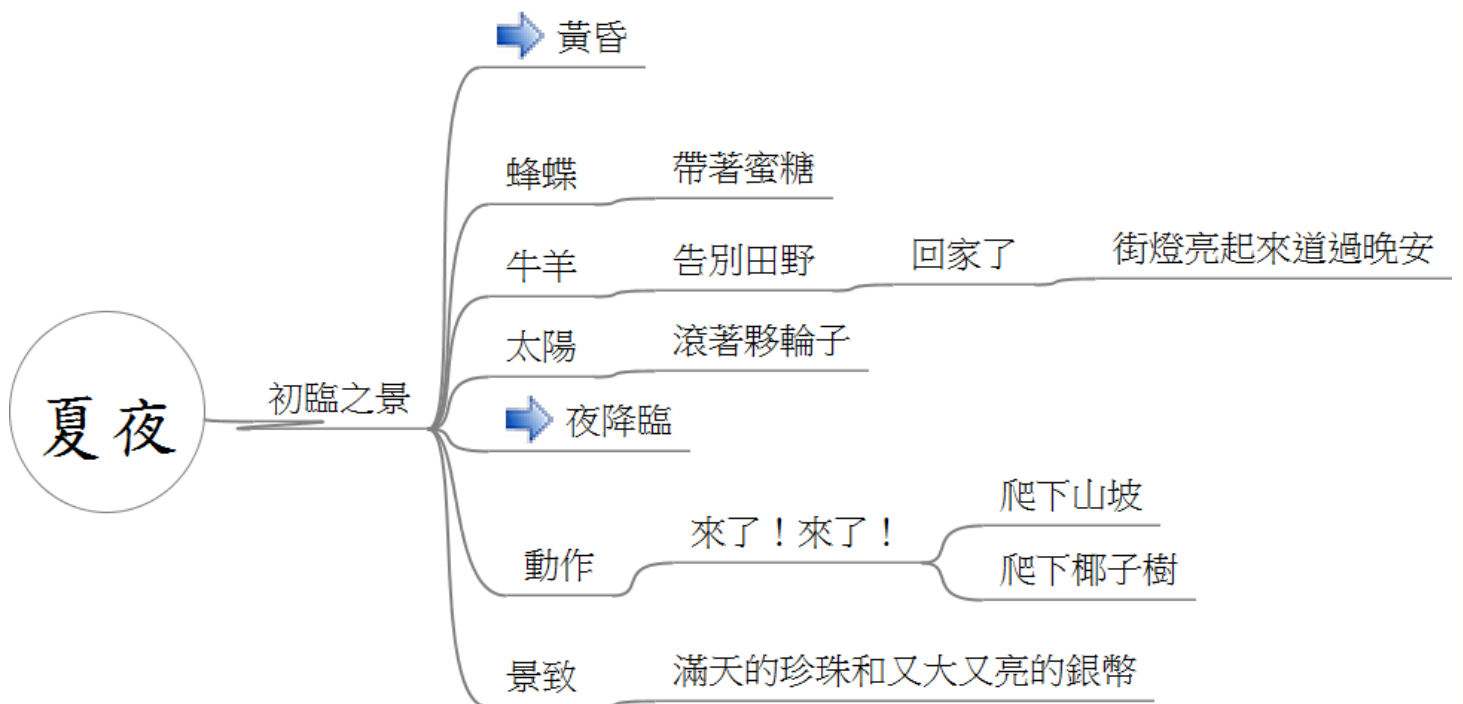 黃昏
蜂蝶
帶著蜜糖
牛羊
告別田野
回家了
街燈亮起來道過晚安
太陽
滾著夥輪子
夏夜
初臨之景
夜降臨
動作
來了！來了！
爬下山坡
爬下椰子樹
景致
滿天的珍珠和又大又亮的銀幣